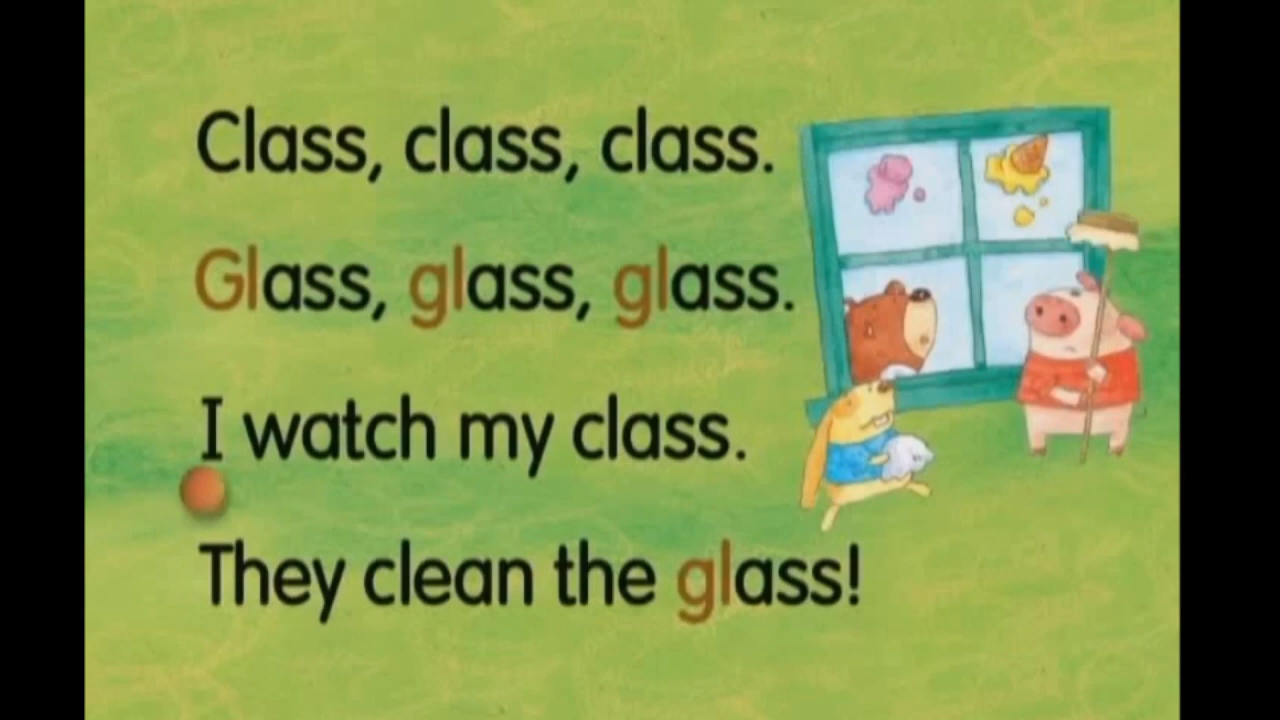 Class, class, class.
Glass, glass, glass.
I watch my class.
They clean the glass!